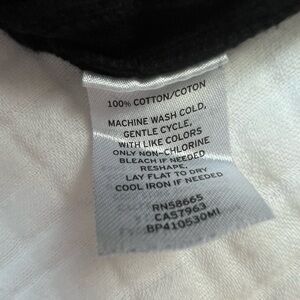 100% COTTON/COTON
MACHINE WASH COLD,
GENTLE CYCLE,
WITH LIKE COLORS
ONLY NON-CHLORINE
BLEACH IF NEEDED
RESHAPE,
LAY FLAT TO DRY
COOL IRON IF NEEDED
RN58665
CA57963
BP410530MI